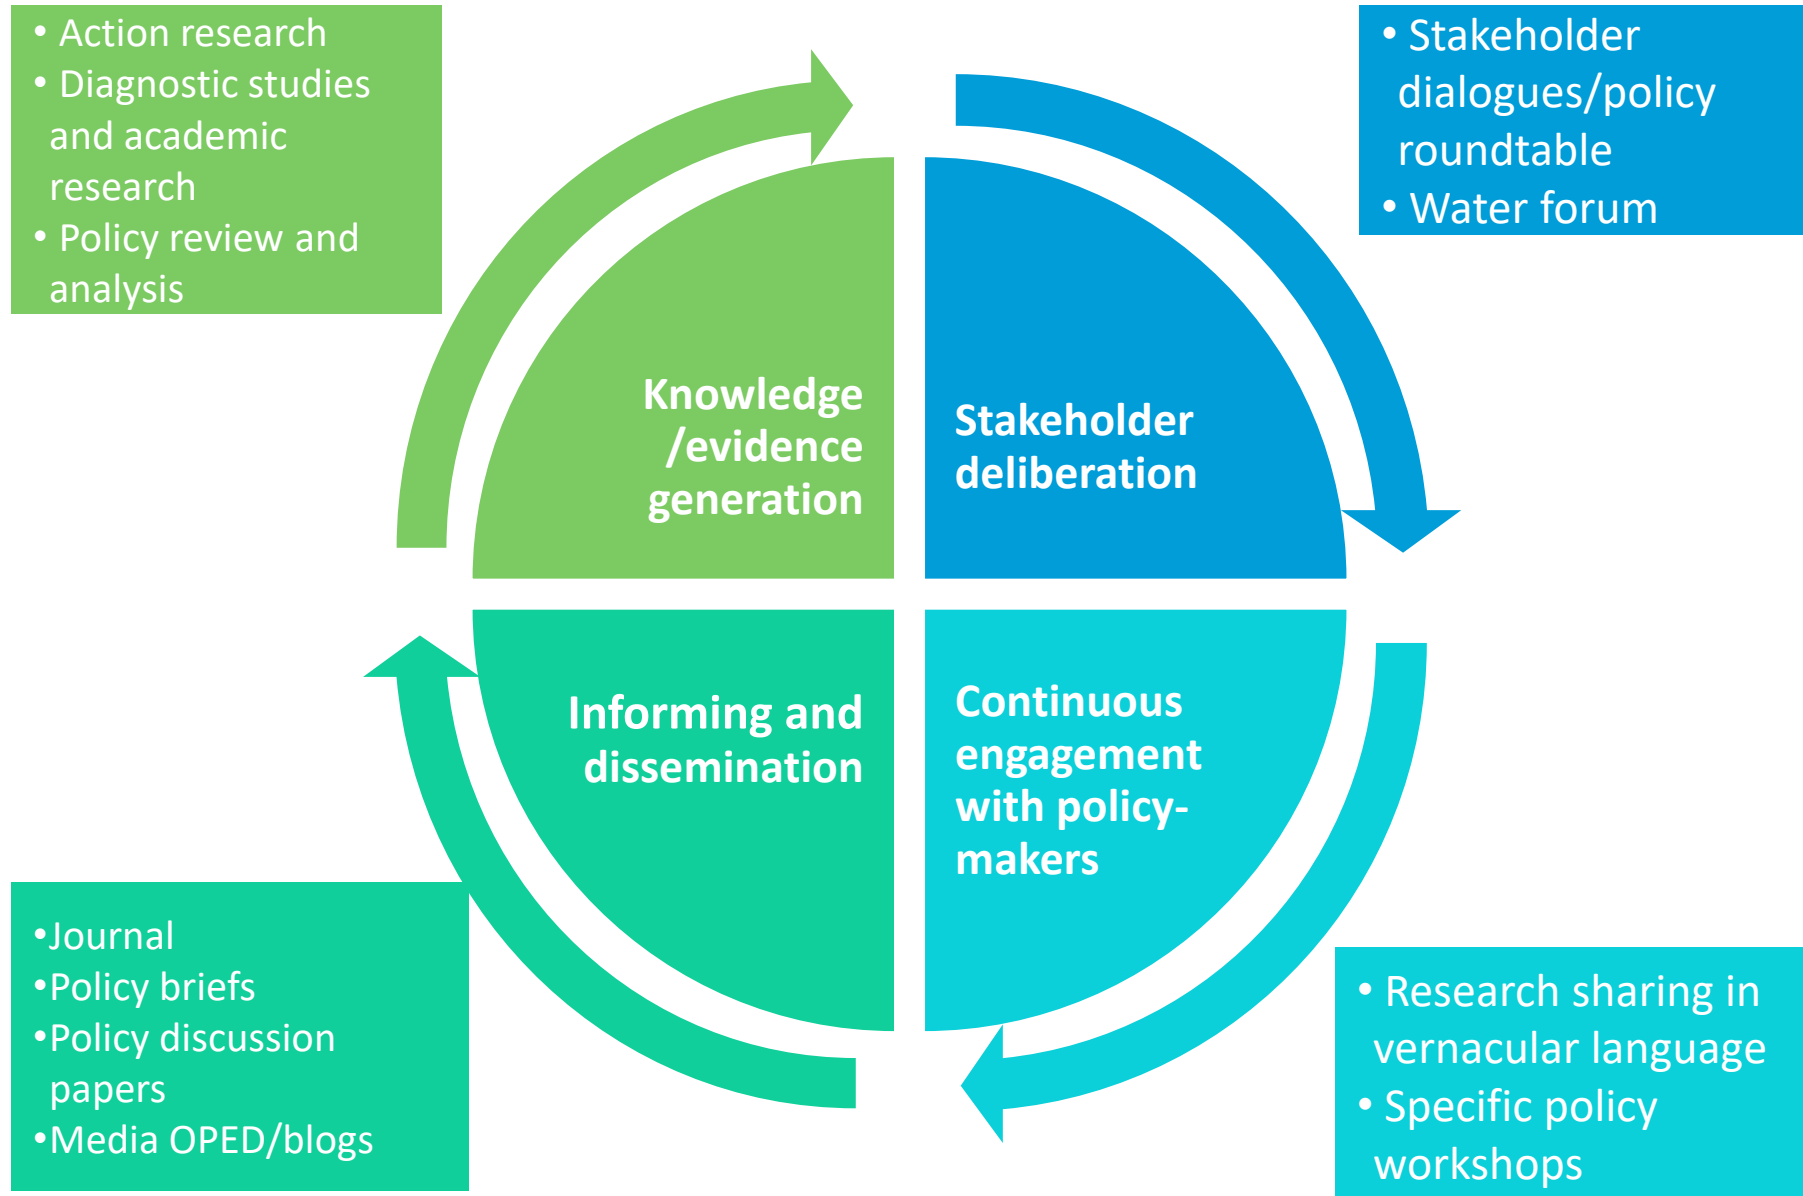 • Action research
• Diagnostic studies
and academic
research
• Policy review and
analysis
• Stakeholder
dialogues/policy
roundtable
• Water forum
Knowledge
/evidence
generation
Stakeholder
deliberation
Informing and
dissemination
Continuous
engagement
with policy-
makers
•Journal
•Policy briefs
•Policy discussion
papers
•Media OPED/blogs
• Research sharing in
vernacular language
• Specific policy
workshops